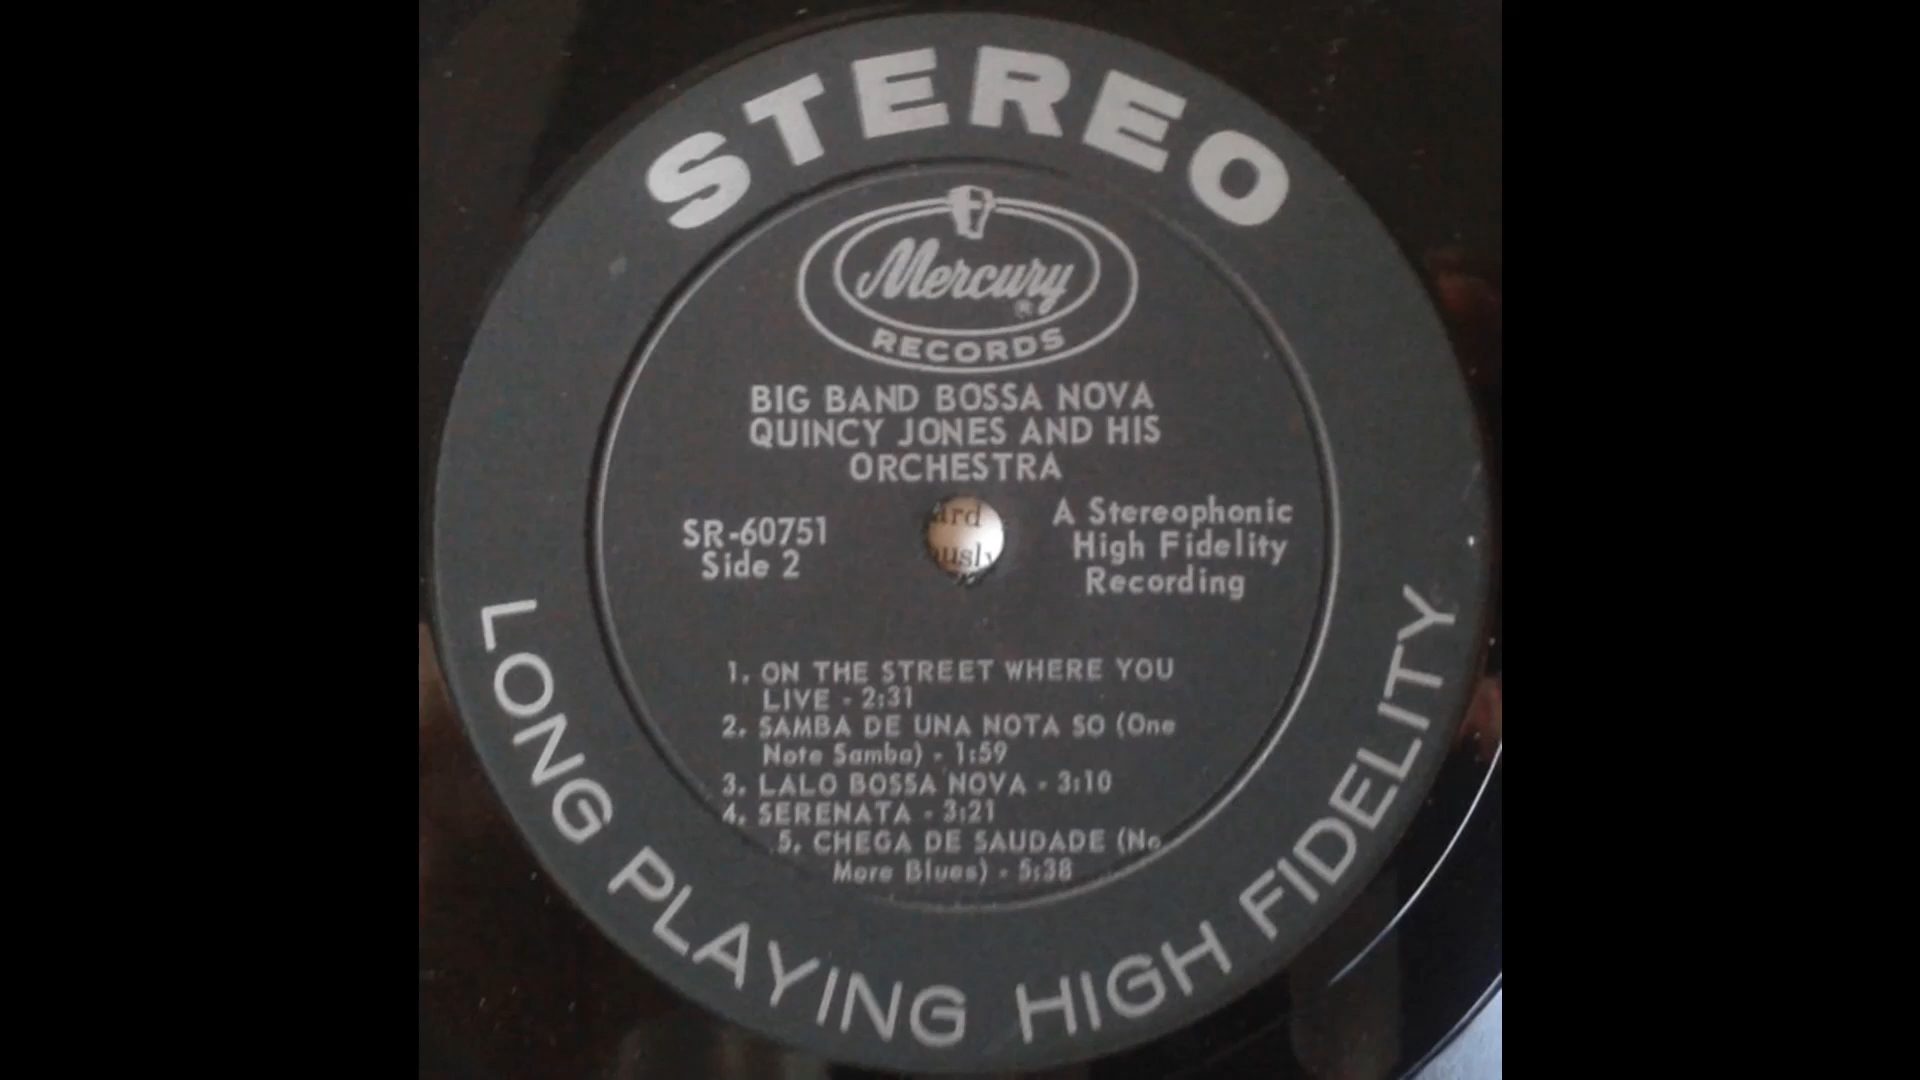 STEREO
Mercury
RECORDS
BIG BAND BOSSA NOVA
QUINCY JONES AND HIS
ORCHESTRA
SR-60751
Side 2
A Stereophonic
High Fidelity
Recording
1. ON THE STREET WHERE YOU
LIVE - 2:31
2. SAMBA DE UNA NOTA SO (One
Note Samba) - 1:59
3. LALO BOSSA NOVA - 3:10
4. SERENATA - 3:21
5. CHEGA DE SAUDADE (No
More Blues) - 5:38
LONG PLAYING HIGH FIDELITY